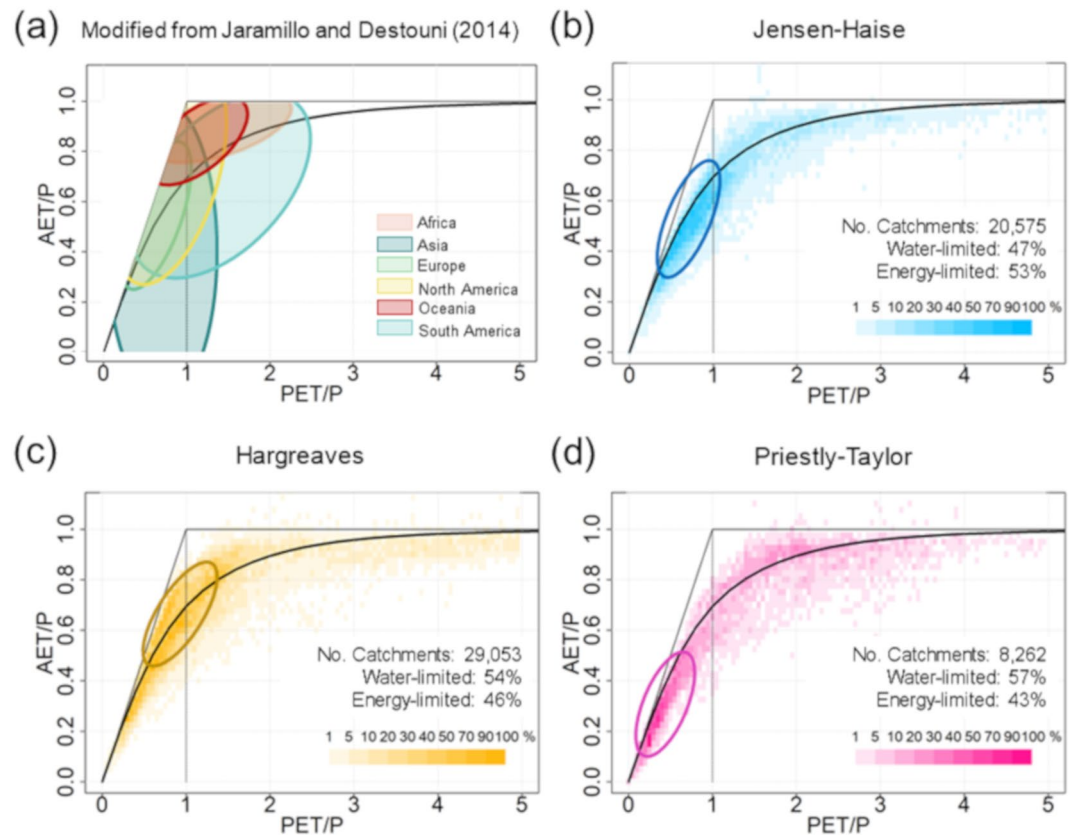 (a) Modified from Jaramillo and Destouni (2014)
AET/P
0.0 0.2 0.4 0.6 0.8 1.0
Africa
Asia
Europe
North America
Oceania
South America
0 1 2 3 4 5
PET/P
(b) Jensen-Haise
AET/P
0.0 0.2 0.4 0.6 0.8 1.0
No. Catchments: 20,575
Water-limited: 47%
Energy-limited: 53%
1 5 10 20 30 40 50 70 90 100 %
0 1 2 3 4 5
PET/P
(c) Hargreaves
AET/P
0.0 0.2 0.4 0.6 0.8 1.0
No. Catchments: 29,053
Water-limited: 54%
Energy-limited: 46%
1 5 10 20 30 40 50 70 90 100 %
0 1 2 3 4 5
PET/P
(d) Priestly-Taylor
AET/P
0.0 0.2 0.4 0.6 0.8 1.0
No. Catchments: 8,262
Water-limited: 57%
Energy-limited: 43%
1 5 10 20 30 40 50 70 90 100 %
0 1 2 3 4 5
PET/P